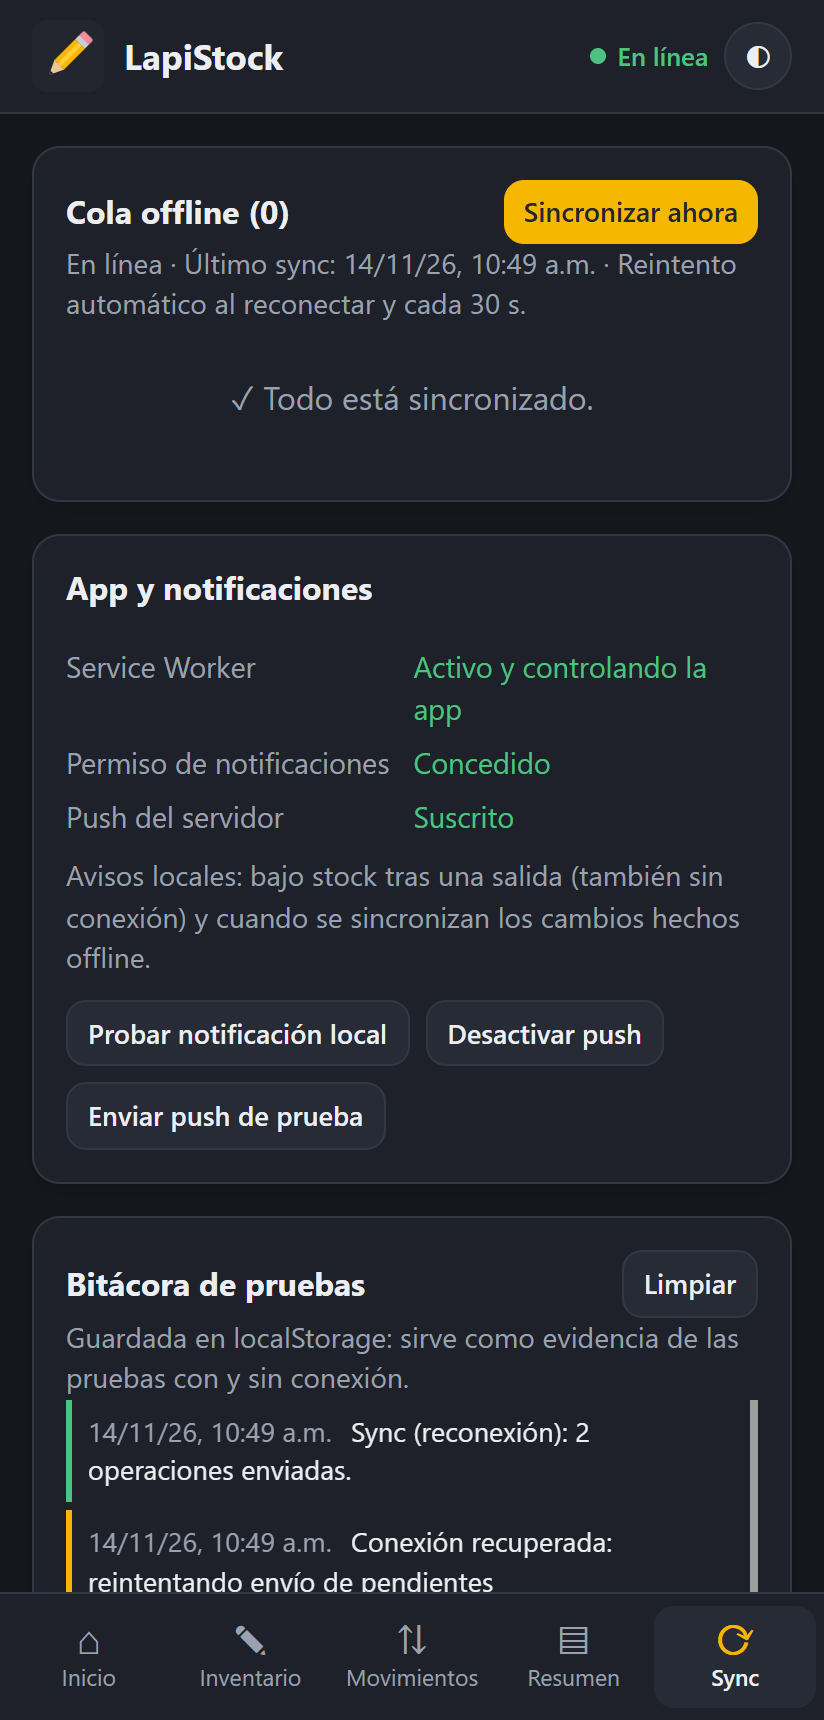 LapiStock
En línea
Cola offline (0)
Sincronizar ahora
En línea · Último sync: 14/11/26, 10:49 a.m. · Reintento
automático al reconectar y cada 30 s.
✓ Todo está sincronizado.
App y notificaciones
Service Worker
Activo y controlando la
app
Permiso de notificaciones
Concedido
Push del servidor
Suscrito
Avisos locales: bajo stock tras una salida (también sin
conexión) y cuando se sincronizan los cambios hechos
offline.
Probar notificación local
Desactivar push
Enviar push de prueba
Bitácora de pruebas
Limpiar
Guardada en localStorage: sirve como evidencia de las
pruebas con y sin conexión.
14/11/26, 10:49 a.m. Sync (reconexión): 2
operaciones enviadas.
14/11/26, 10:49 a.m. Conexión recuperada:
reintentando envío de pendientes
Inicio
Inventario
Movimientos
Resumen
Sync